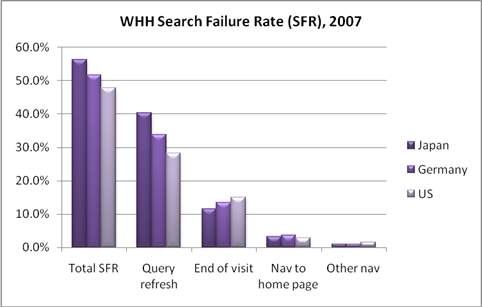 WHH Search Failure Rate (SFR), 2007
60.0%
50.0%
40.0%
30.0%
20.0%
10.0%
0.0%
Total SFR
Query
refresh
End of visit
Nav to
home page
Other nav
Japan
Germany
US